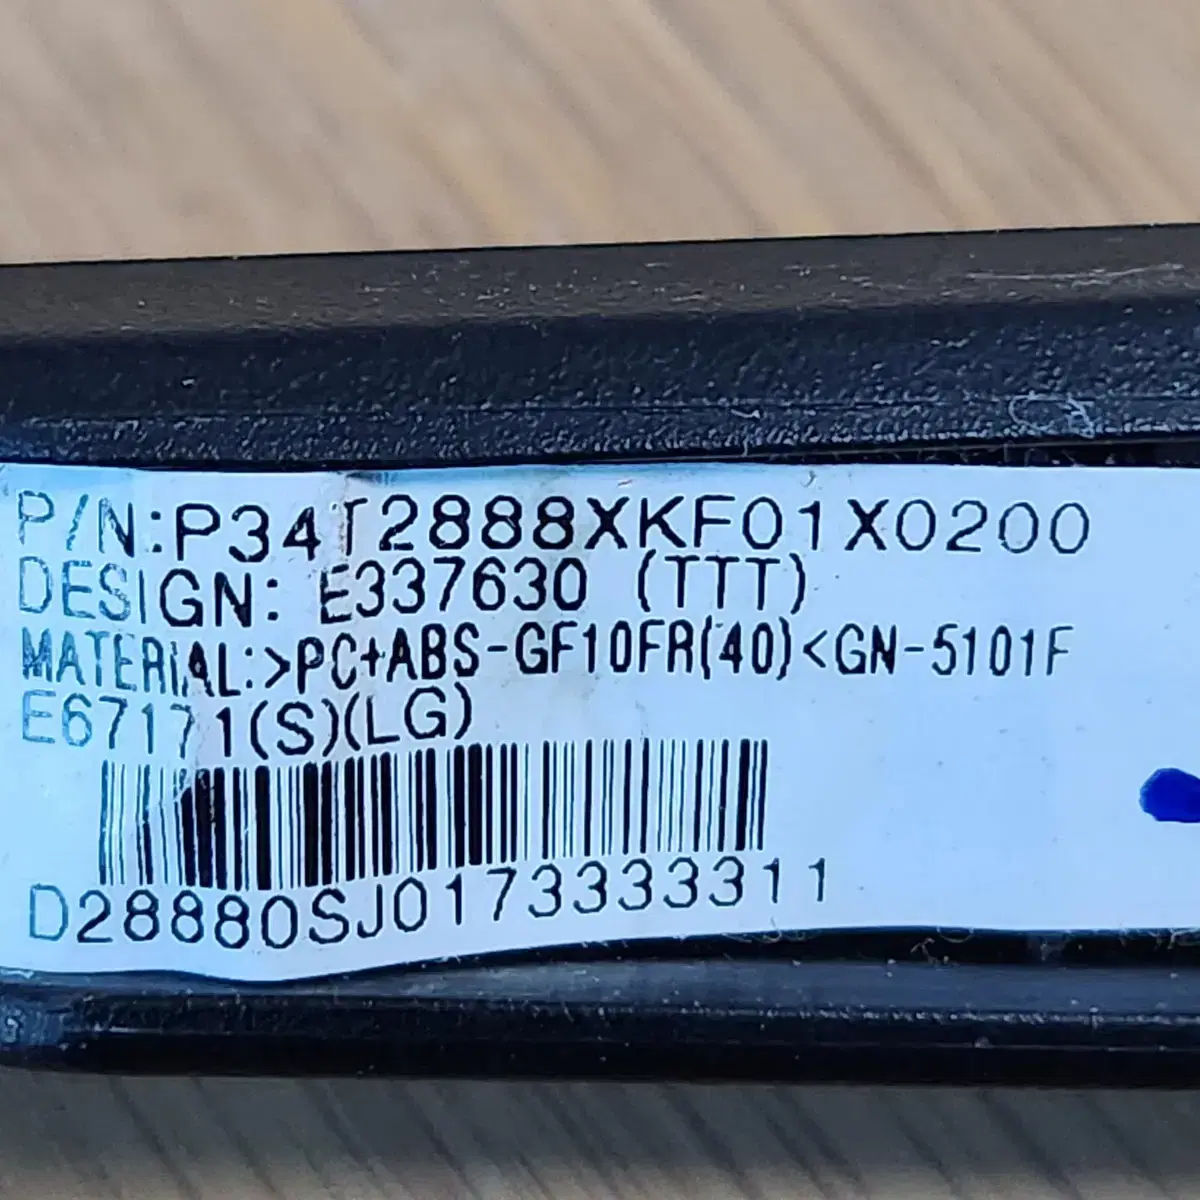 P/N:P34T2888XKF01X0200
DESIGN: E337630 (TTT)
MATERIAL:>PC+ABS-GF10FR(40)<GN-5101F
E67171(S)(LG)
D28880SJ0173333311